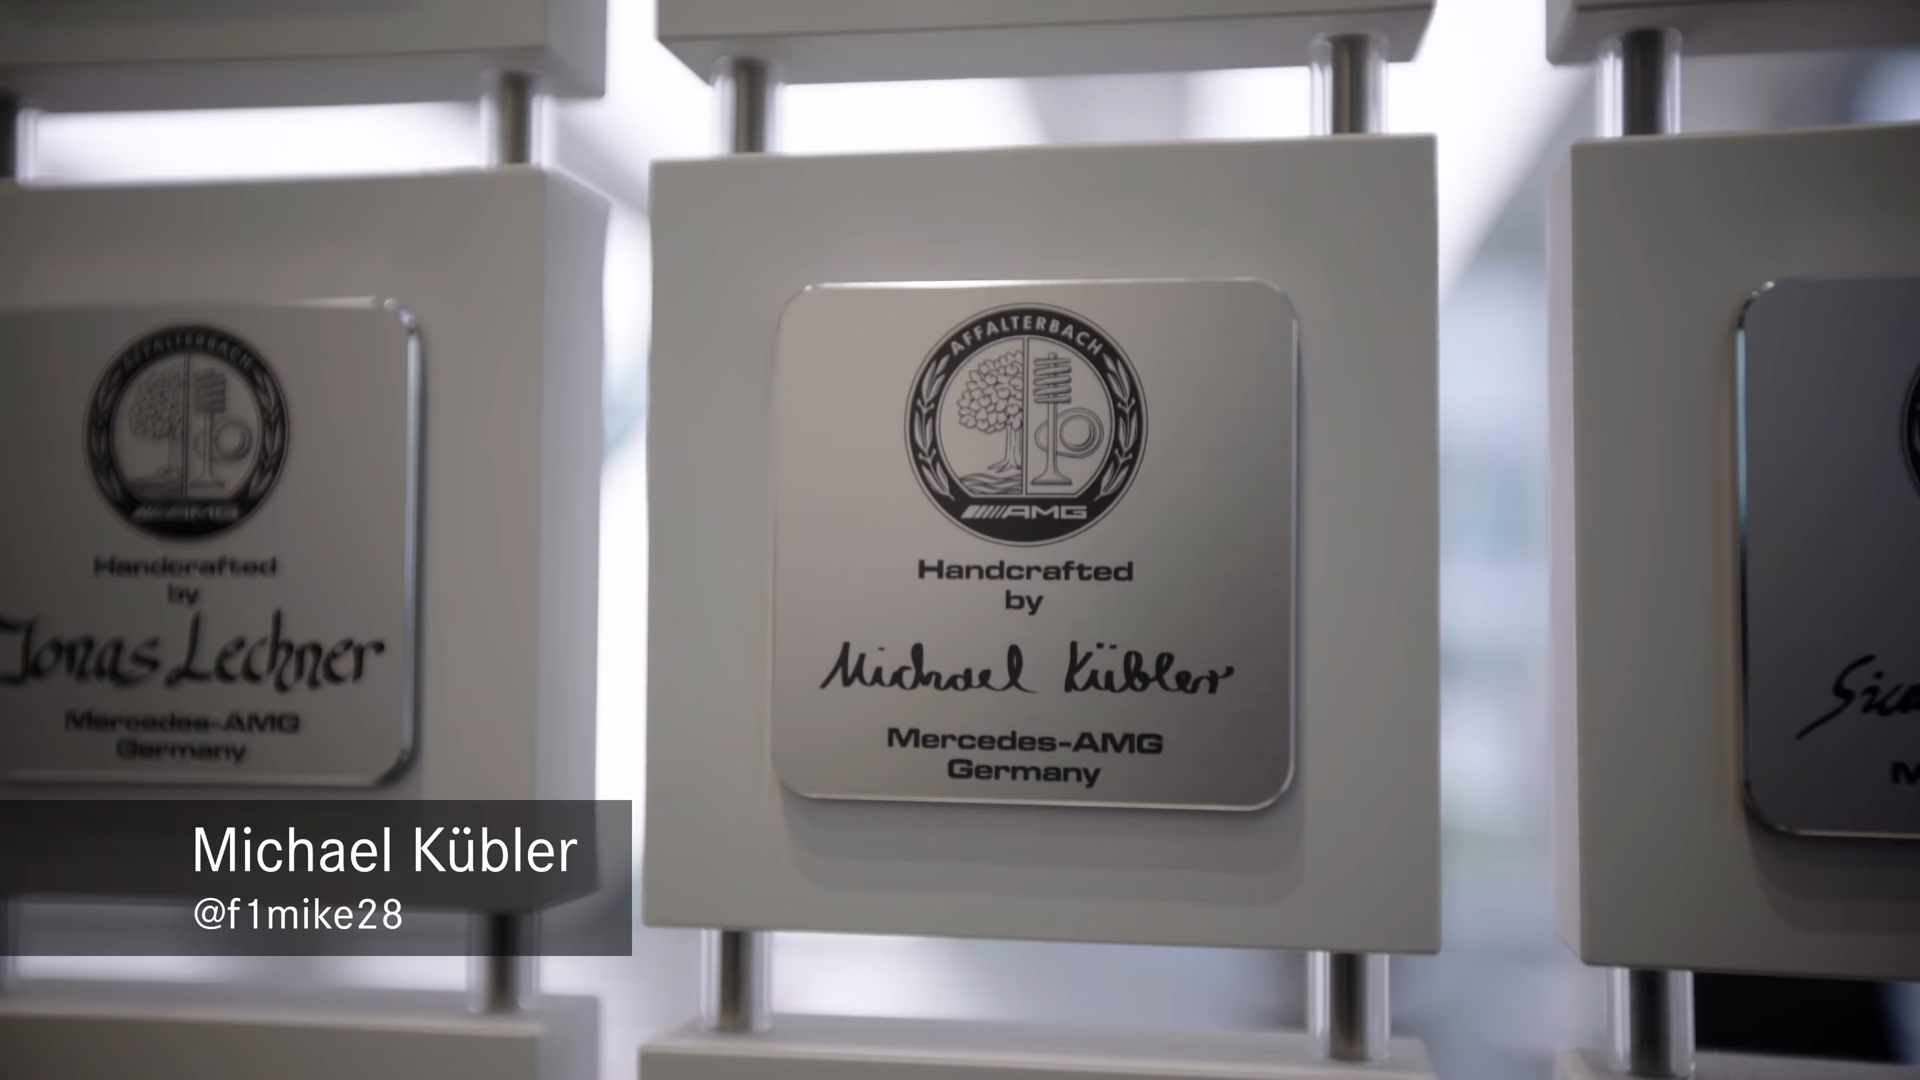 AFFALTERBACH
AMG
Handcrafted
by
Jonas Lechner
Mercedes-AMG
Germany
AFFALTERBACH
AMG
Handcrafted
by
Michael Kübler
Mercedes-AMG
Germany
Michael Kübler
@f1mike28